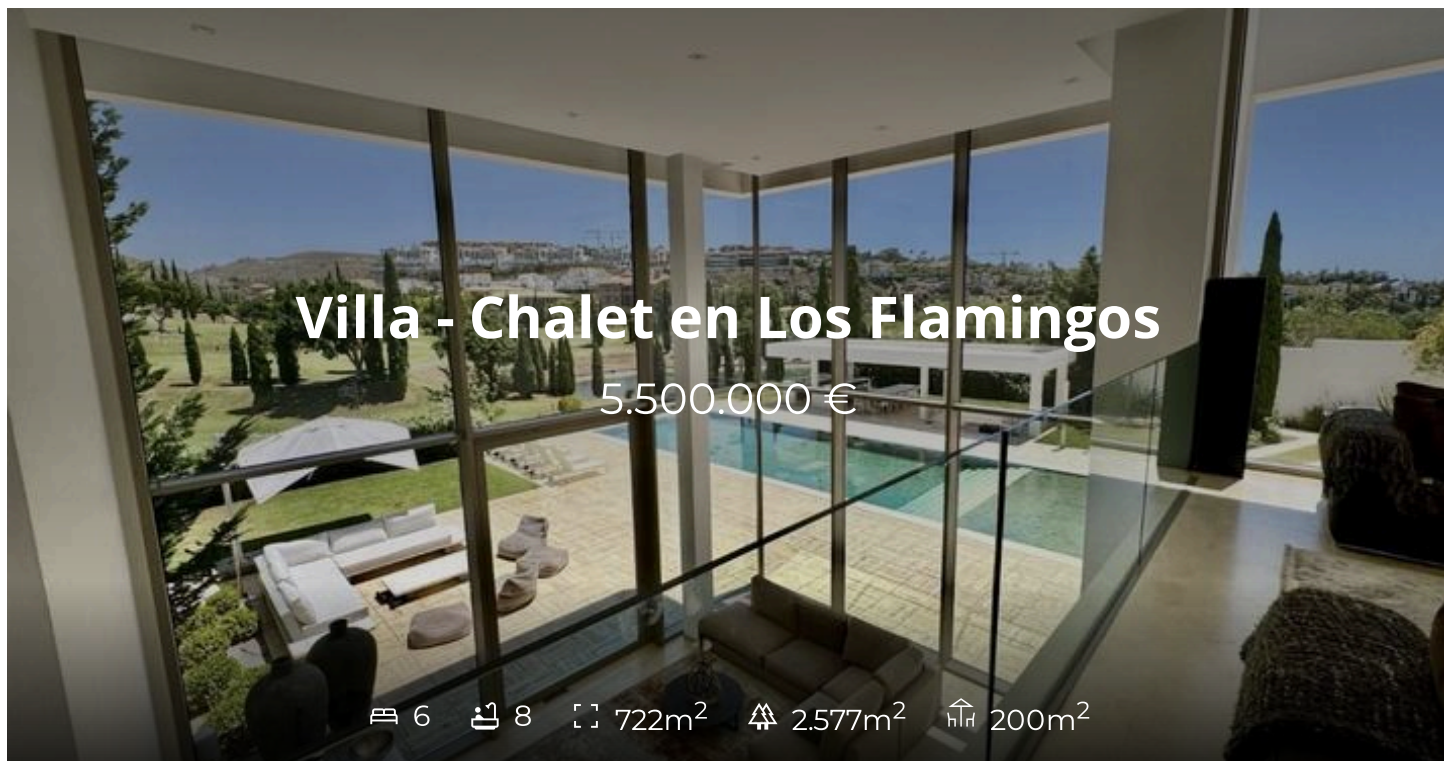 Villa - Chalet en Los Flamingos
5.500.000 €
6 8 722m² 2.577m² 200m²